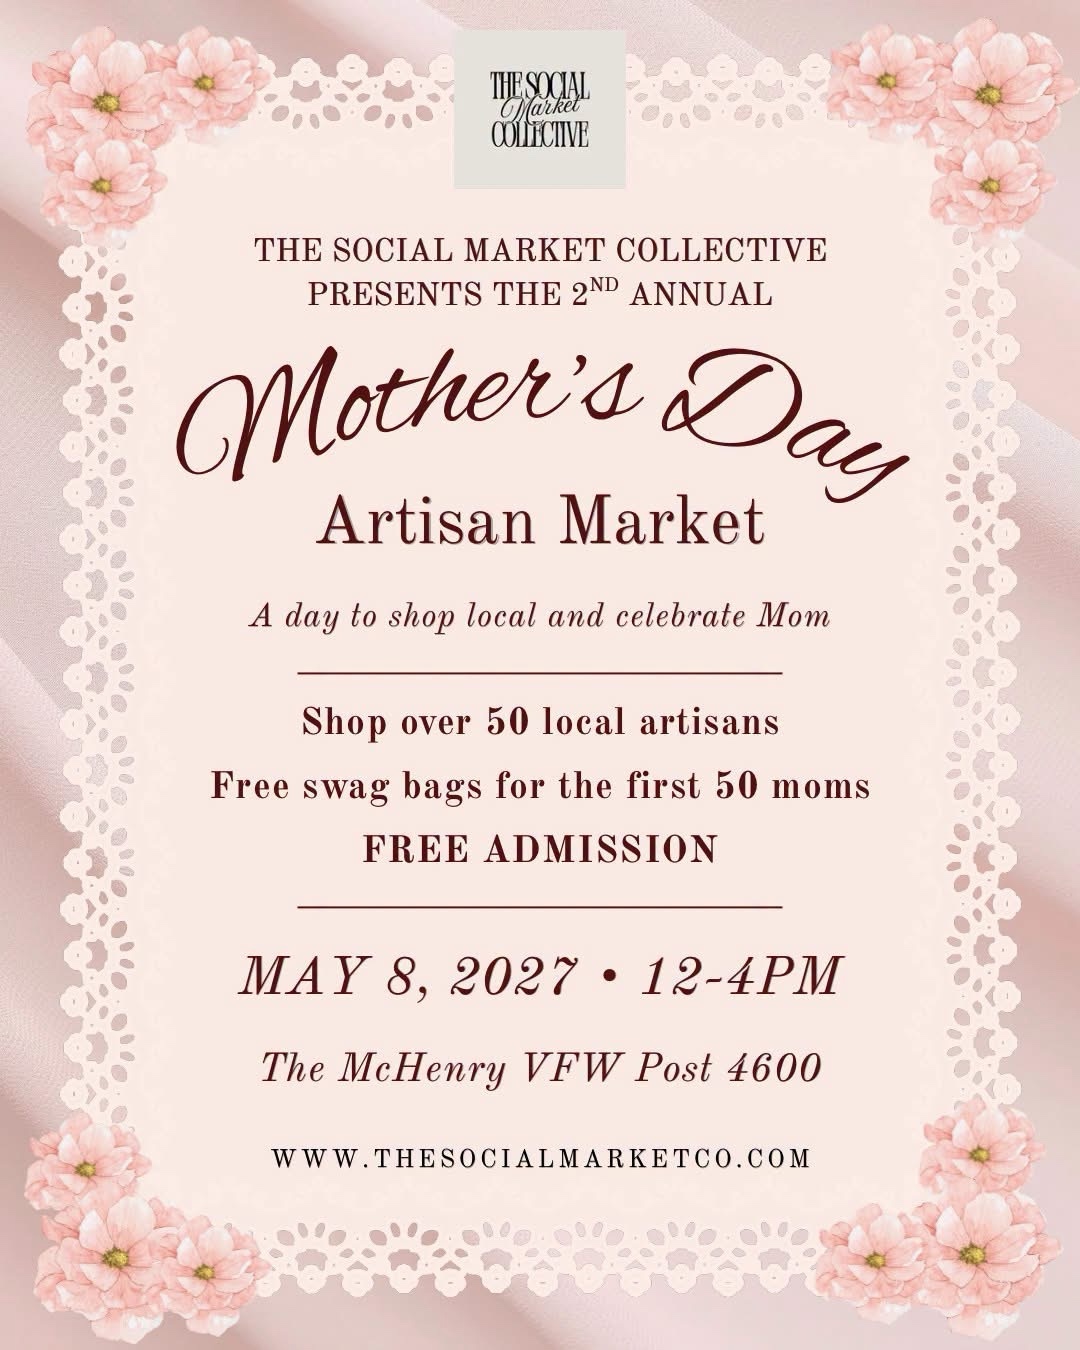 THE SOCIAL
Market
COLLECTIVE
THE SOCIAL MARKET COLLECTIVE
PRESENTS THE 2ND ANNUAL
Mother's Day
Artisan Market
A day to shop local and celebrate Mom
Shop over 50 local artisans
Free swag bags for the first 50 moms
FREE ADMISSION
MAY 8, 2027 • 12-4PM
The McHenry VFW Post 4600
WWW.THESOCIALMARKETCO.COM